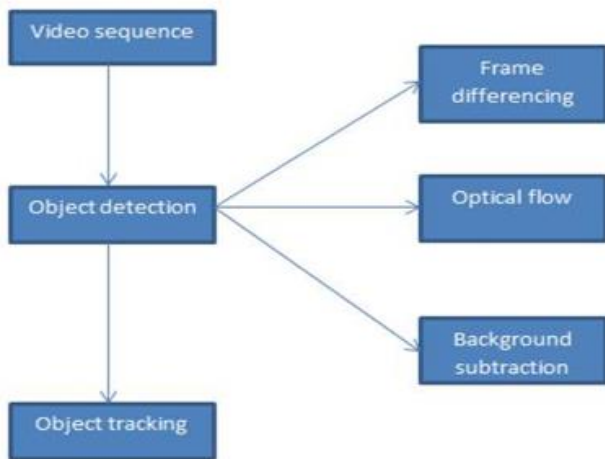 Video sequence
Frame
differencing
Object detection
Optical flow
Background
subtraction
Object tracking